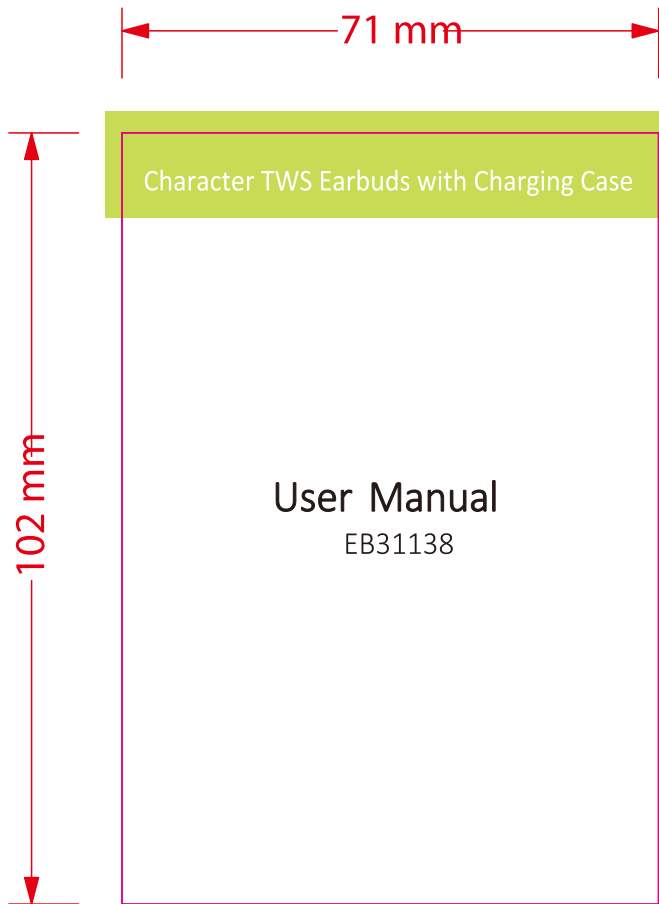 71 mm
Character TWS Earbuds with Charging Case
102 mm
User Manual
EB31138